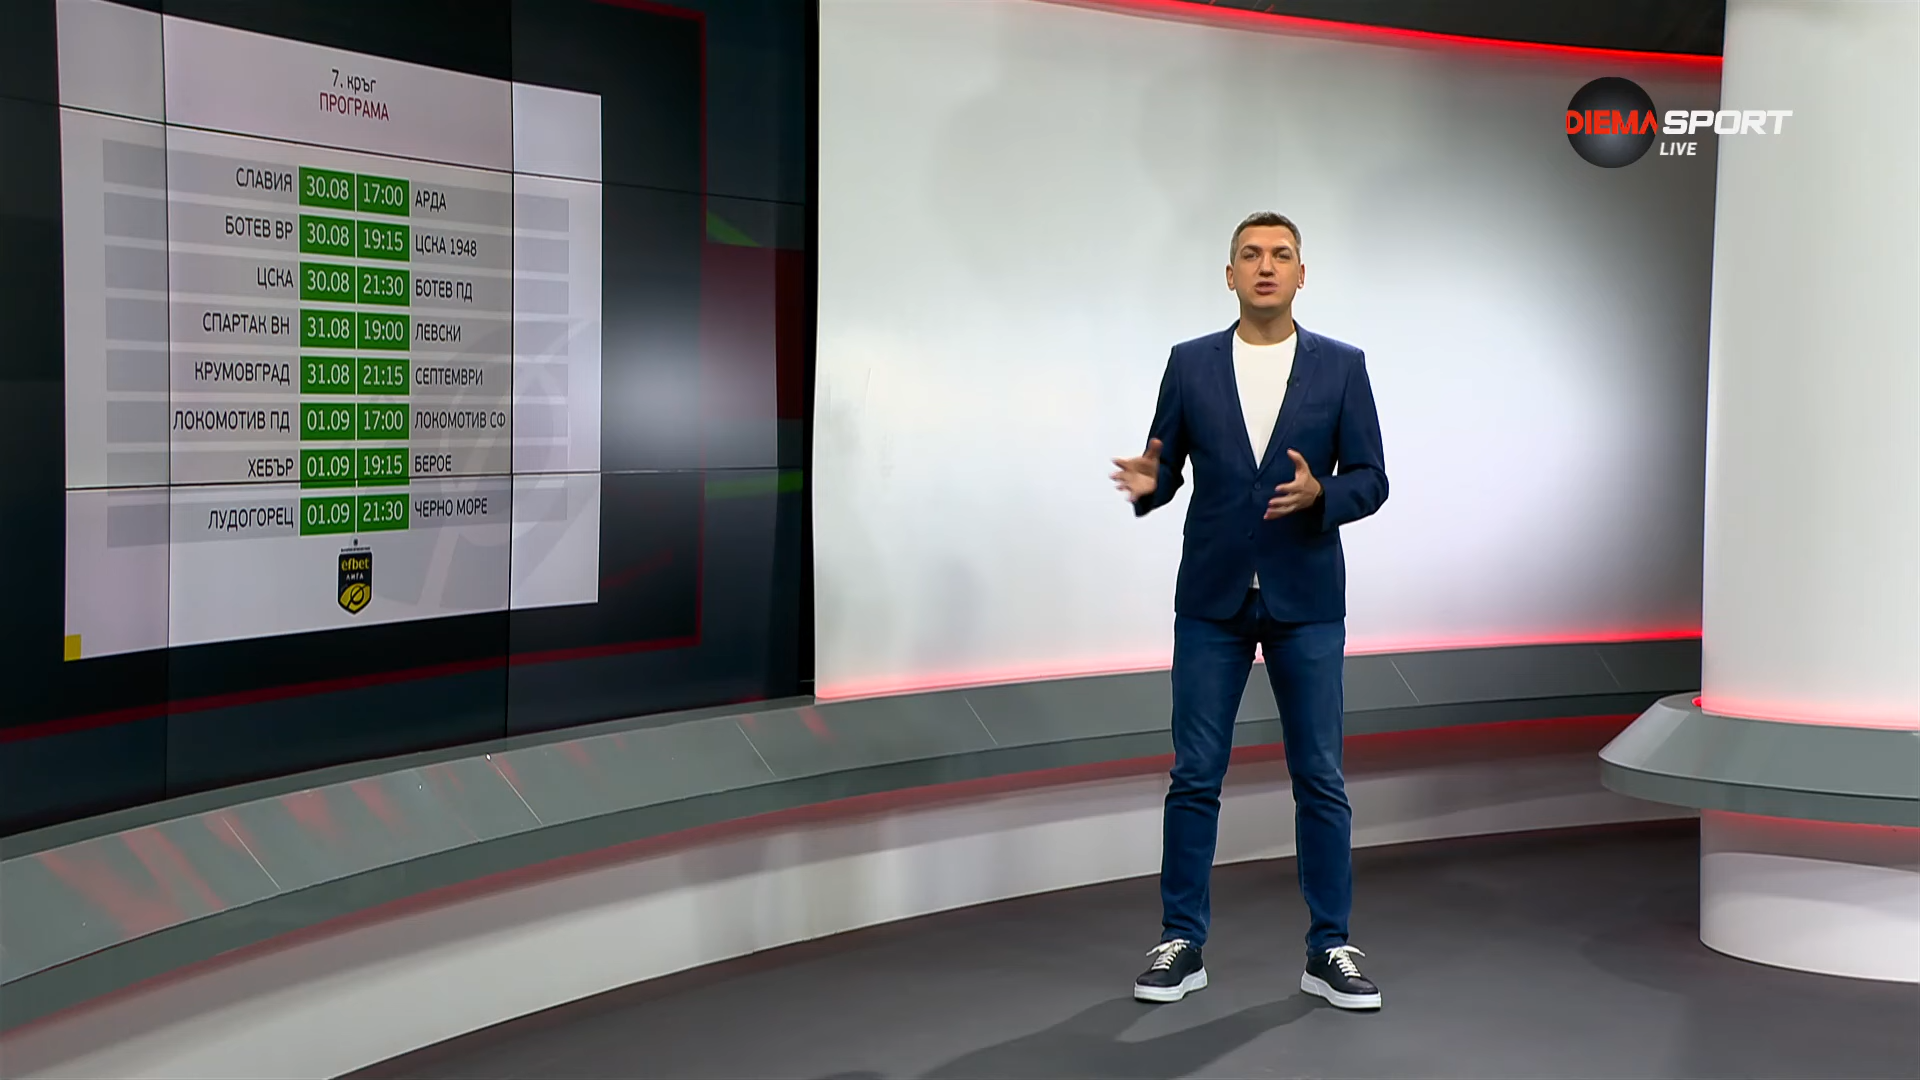 7. кръг
ПРОГРАМА
СЛАВИЯ 30.08 17:00 АРДА
БОТЕВ ВР 30.08 19:15 ЦСКА 1948
ЦСКА 30.08 21:30 БОТЕВ ПД
СПАРТАК ВН 31.08 19:00 ЛЕВСКИ
КРУМОВГРАД 31.08 21:15 СЕПТЕМВРИ
ЛОКОМОТИВ ПД 01.09 17:00 ЛОКОМОТИВ СФ
ХЕБЪР 01.09 19:15 БЕРОЕ
ЛУДОГОРЕЦ 01.09 21:30 ЧЕРНО МОРЕ
efbet
ЛИГА
DIEMA SPORT
LIVE